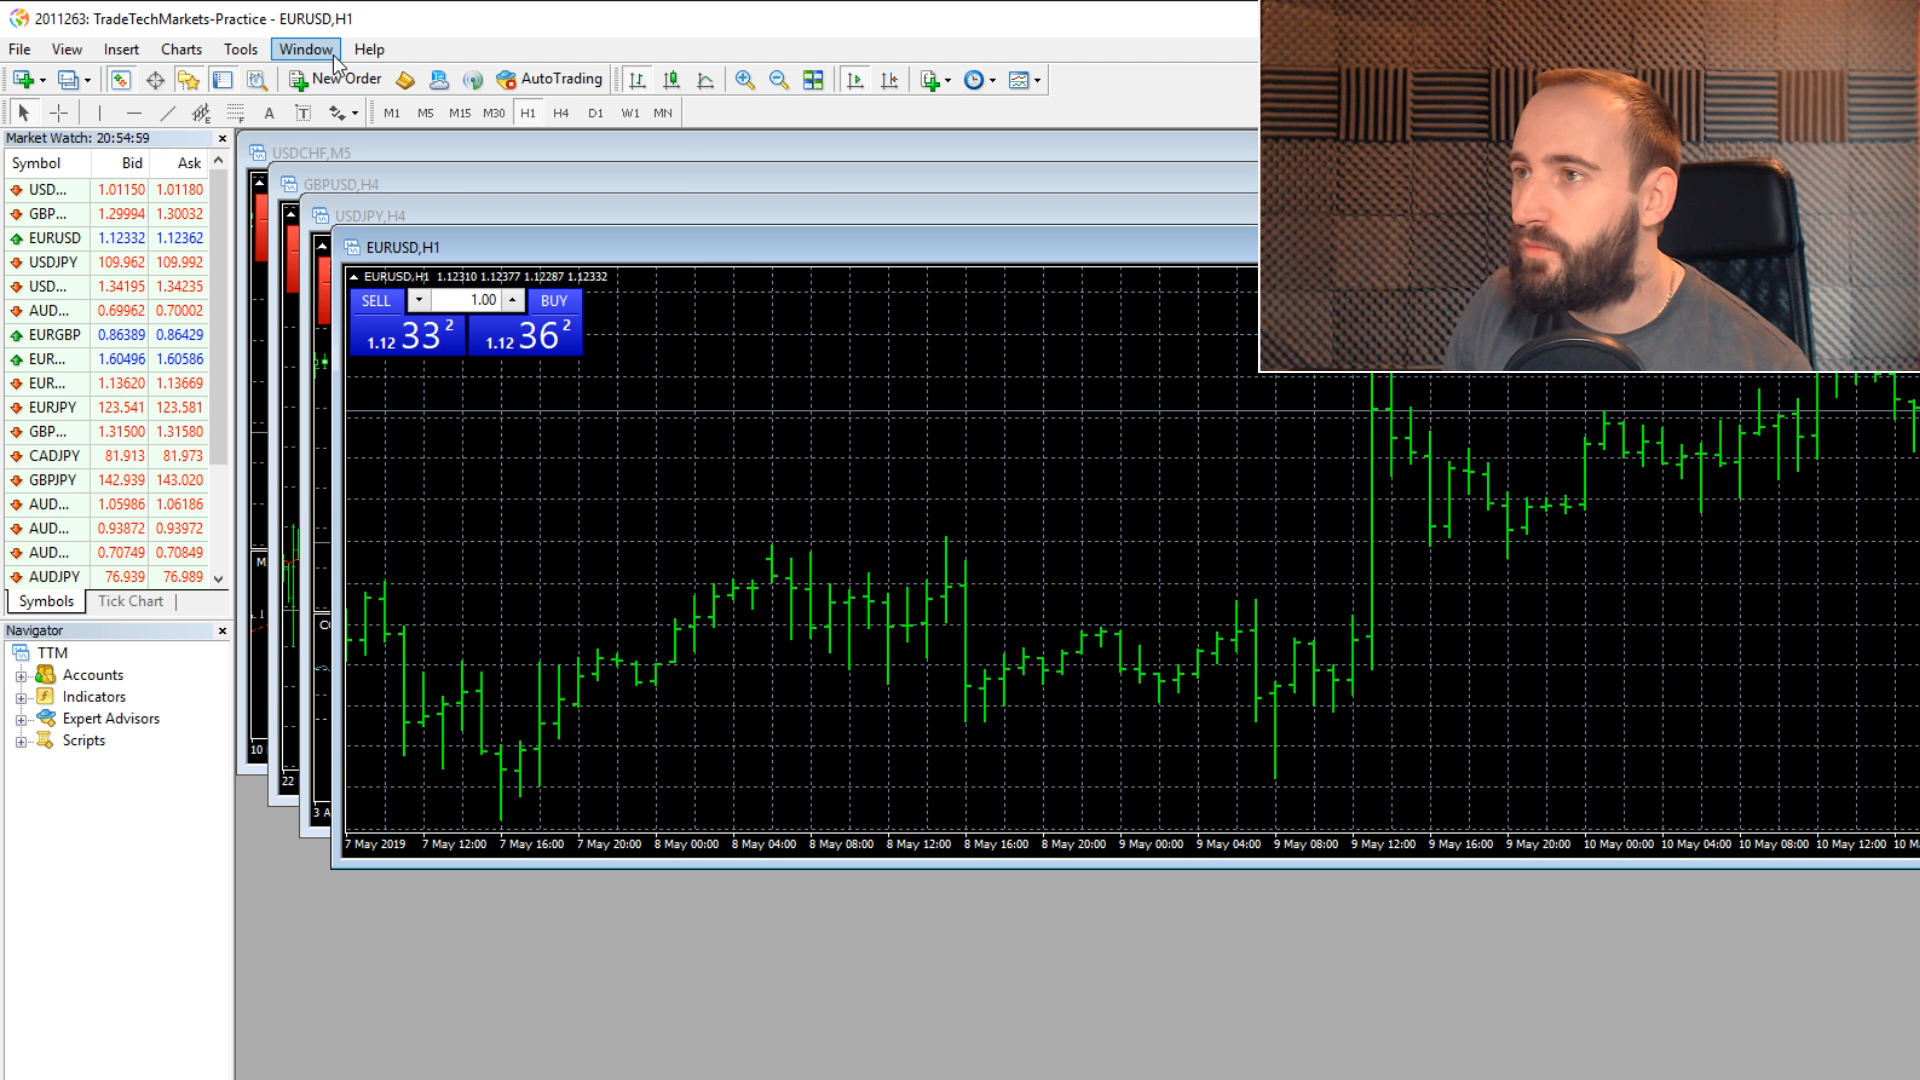 2011263: TradeTechMarkets-Practice - EURUSD,H1
File View Insert Charts Tools Window Help
New Order AutoTrading
A T M1 M5 M15 M30 H1 H4 D1 W1 MN
Market Watch: 20:54:59
Symbol Bid Ask
USD... 1.01150 1.01180
GBP... 1.29994 1.30032
EURUSD 1.12332 1.12362
USDJPY 109.962 109.992
USD... 1.34195 1.34235
AUD... 0.69962 0.70002
EURGBP 0.86389 0.86429
EUR... 1.60496 1.60586
EUR... 1.13620 1.13669
EURJPY 123.541 123.581
GBP... 1.31500 1.31580
CADJPY 81.913 81.973
GBPJPY 142.939 143.020
AUD... 1.05986 1.06186
AUD... 0.93872 0.93972
AUD... 0.70749 0.70849
AUDJPY 76.939 76.989
Symbols Tick Chart
Navigator
TTM
Accounts
Indicators
Expert Advisors
Scripts
USDCHF,M5
GBPUSD,H4
USDJPY,H4
EURUSD,H1
EURUSD,H1 1.12310 1.12377 1.12287 1.12332
SELL 1.00 BUY
1.12 33 2 1.12 36 2
10
22
3 A
7 May 2019 7 May 12:00 7 May 16:00 7 May 20:00 8 May 00:00 8 May 04:00 8 May 08:00 8 May 12:00 8 May 16:00 8 May 20:00 9 May 00:00 9 May 04:00 9 May 08:00 9 May 12:00 9 May 16:00 9 May 20:00 10 May 00:00 10 May 04:00 10 May 08:00 10 May 12:00 10 M